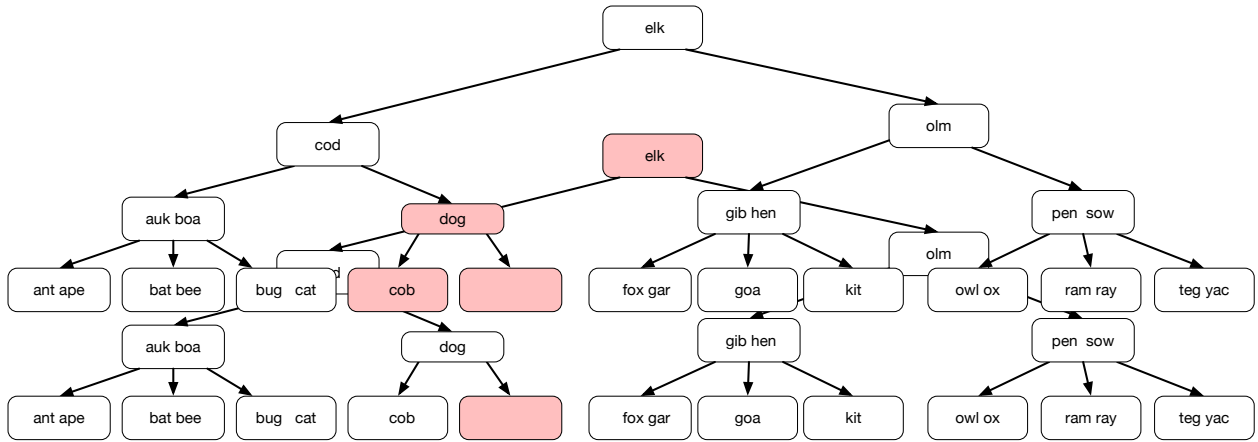 elk
olm
cod
elk
auk boa
dog
gib hen
pen sow
olm
d
ant ape
bat bee
bug cat
cob
fox gar
goa
kit
owl ox
ram ray
teg yac
auk boa
dog
gib hen
pen sow
ant ape
bat bee
bug cat
cob
fox gar
goa
kit
owl ox
ram ray
teg yac